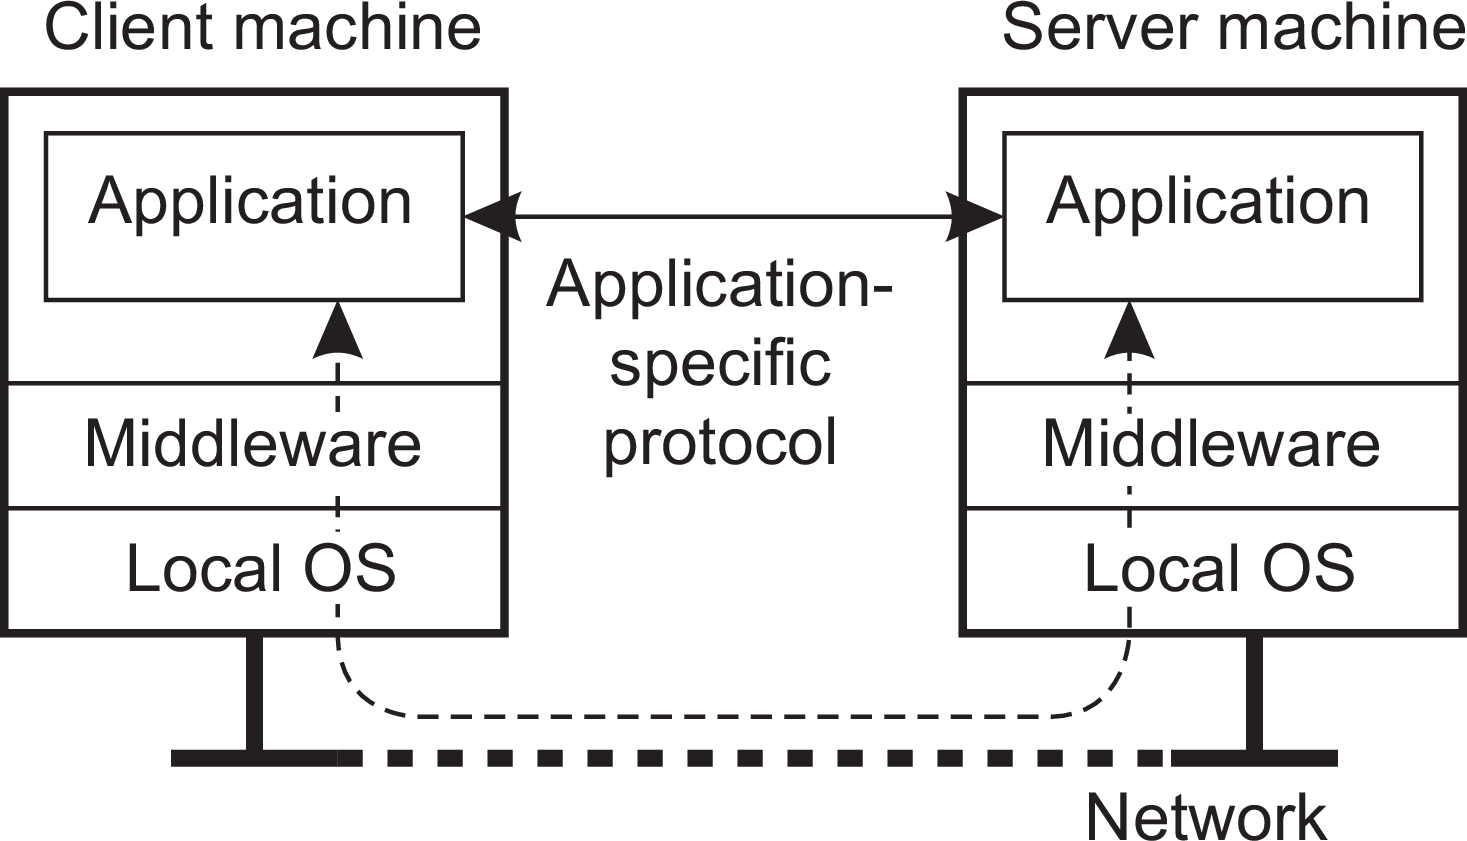 Client machine
Server machine
Application
Application
Application-
specific
protocol
Middleware
Middleware
Local OS
Local OS
Network